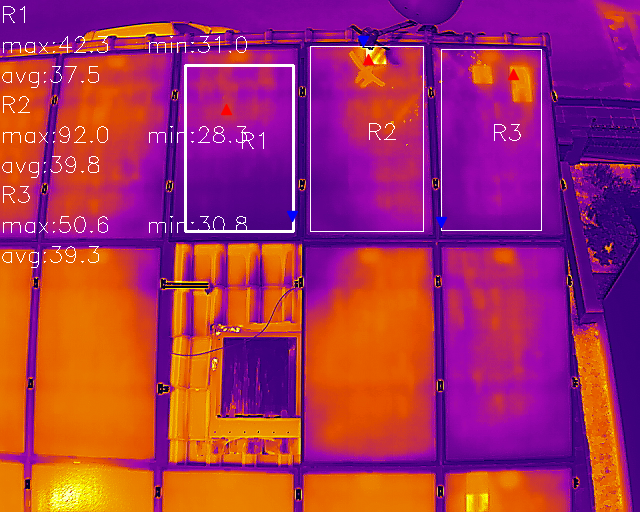 R1
max:42.3 min:31.0
avg:37.5
R2
max:92.0 min:28.3
avg:39.8
R3
max:50.6 min:30.8
avg:39.3
R1
R2
R3